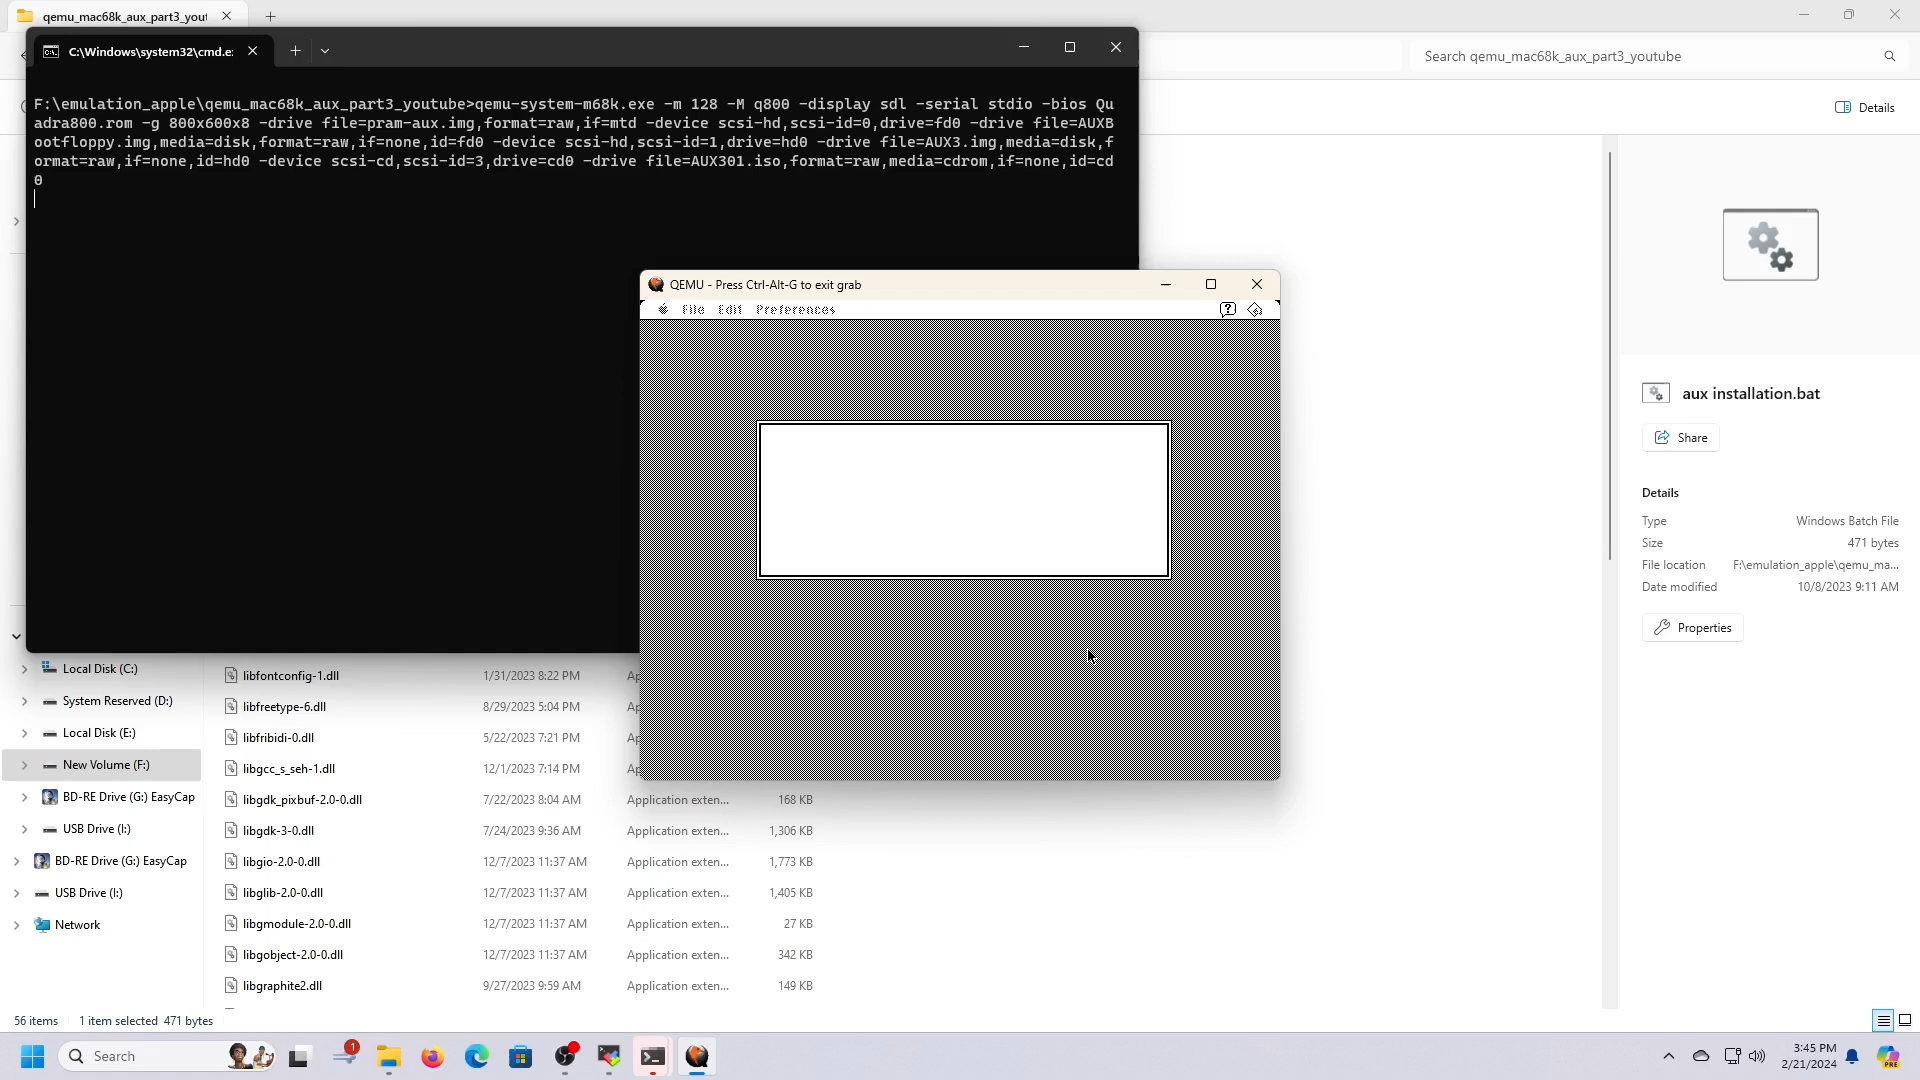 qemu_mac68k_aux_part3_yout
C:\Windows\system32\cmd.e:
Search qemu_mac68k_aux_part3_youtube
Details
F:\emulation_apple\qemu_mac68k_aux_part3_youtube>qemu-system-m68k.exe -m 128 -M q800 -display sdl -serial stdio -bios Qu
adra800.rom -g 800x600x8 -drive file=pram-aux.img,format=raw,if=mtd -device scsi-hd,scsi-id=0,drive=fd0 -drive file=AUXB
ootfloppy.img,media=disk,format=raw,if=none,id=fd0 -device scsi-hd,scsi-id=1,drive=hd0 -drive file=AUX3.img,media=disk,f
ormat=raw,if=none,id=hd0 -device scsi-cd,scsi-id=3,drive=cd0 -drive file=AUX301.iso,format=raw,media=cdrom,if=none,id=cd
0
QEMU - Press Ctrl-Alt-G to exit grab
File Edit Preferences
aux installation.bat
Share
Details
Type Windows Batch File
Size 471 bytes
File location F:\emulation_apple\qemu_ma...
Date modified 10/8/2023 9:11 AM
Properties
Local Disk (C:)
System Reserved (D:)
Local Disk (E:)
New Volume (F:)
BD-RE Drive (G:) EasyCap
USB Drive (I:)
BD-RE Drive (G:) EasyCap
USB Drive (I:)
Network
libfontconfig-1.dll 1/31/2023 8:22 PM Ap
libfreetype-6.dll 8/29/2023 5:04 PM Ap
libfribidi-0.dll 5/22/2023 7:21 PM Ap
libgcc_s_seh-1.dll 12/1/2023 7:14 PM Ap
libgdk_pixbuf-2.0-0.dll 7/22/2023 8:04 AM Application exten... 168 KB
libgdk-3-0.dll 7/24/2023 9:36 AM Application exten... 1,306 KB
libgio-2.0-0.dll 12/7/2023 11:37 AM Application exten... 1,773 KB
libglib-2.0-0.dll 12/7/2023 11:37 AM Application exten... 1,405 KB
libgmodule-2.0-0.dll 12/7/2023 11:37 AM Application exten... 27 KB
libgobject-2.0-0.dll 12/7/2023 11:37 AM Application exten... 342 KB
libgraphite2.dll 9/27/2023 9:59 AM Application exten... 149 KB
56 items 1 item selected 471 bytes
Search
1
3:45 PM
2/21/2024
PRE